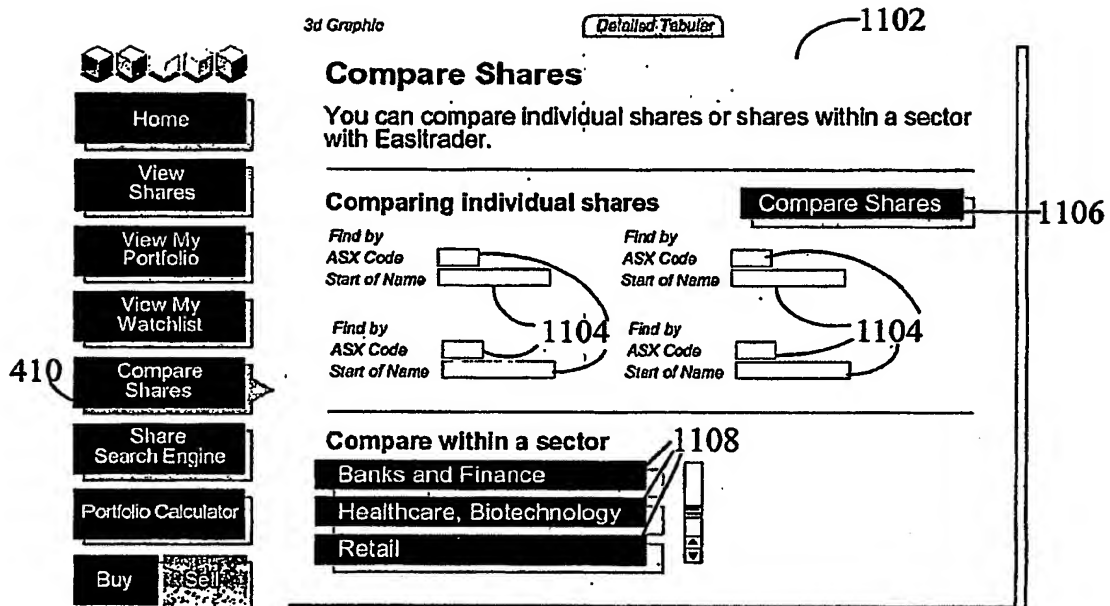 3d Graphic
Detailed Tabular
1102
Compare Shares
You can compare individual shares or shares within a sector
with Easitrader.
Home
View
Shares
View My
Portfolio
View My
Watchlist
410
Compare
Shares
Share
Search Engine
Portfolio Calculator
Buy
Sell
Comparing individual shares
Compare Shares
1106
Find by
ASX Code
Start of Name
Find by
ASX Code
Start of Name
1104
1104
Find by
ASX Code
Start of Name
Find by
ASX Code
Start of Name
Compare within a sector
1108
Banks and Finance
Healthcare, Biotechnology
Retail